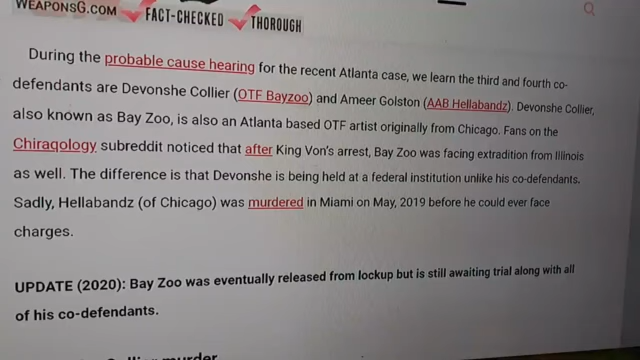 WEAPONSG.COM FACT-CHECKED THOROUGH
During the probable cause hearing for the recent Atlanta case, we learn the third and fourth co-
defendants are Devonshe Collier (OTF Bayzoo) and Ameer Golston (AAB Hellabandz). Devonshe Collier,
also known as Bay Zoo, is also an Atlanta based OTF artist originally from Chicago. Fans on the
Chiraqology subreddit noticed that after King Von's arrest, Bay Zoo was facing extradition from Illinois
as well. The difference is that Devonshe is being held at a federal institution unlike his co-defendants.
Sadly, Hellabandz (of Chicago) was murdered in Miami on May, 2019 before he could ever face
charges.
UPDATE (2020): Bay Zoo was eventually released from lockup but is still awaiting trial along with all
of his co-defendants.
Collier murder